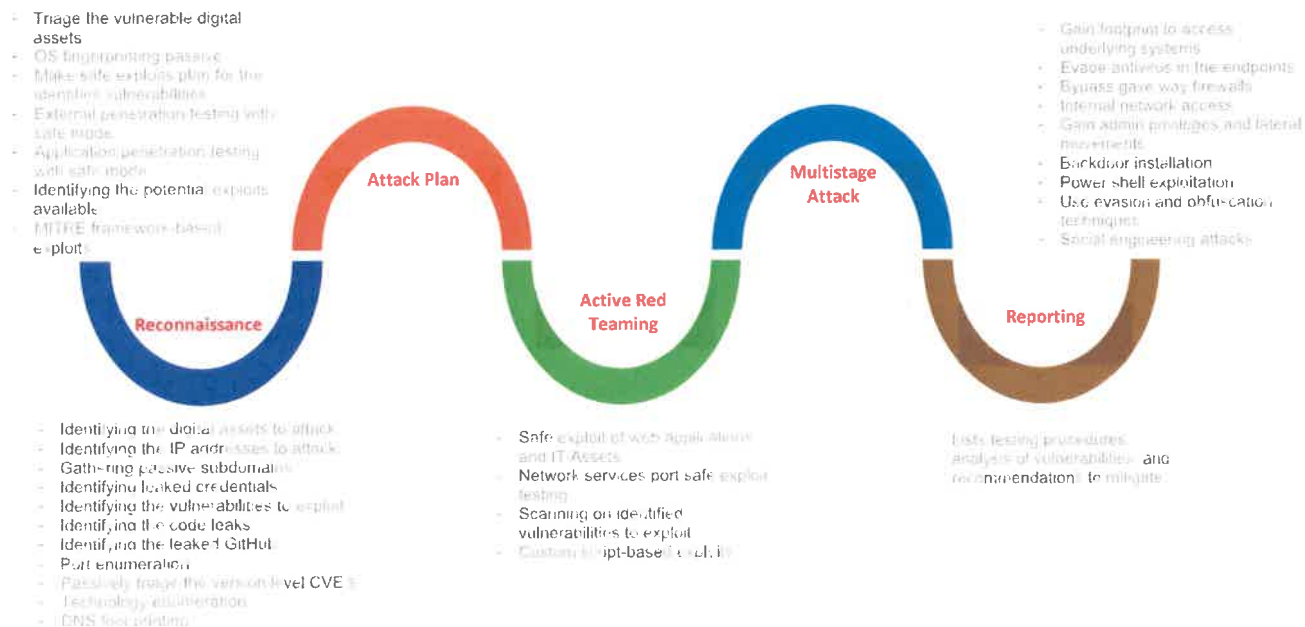 - Triage the vulnerable digital
assets
- OS fingerprinting passive
- Make safe exploits plan for the
identified vulnerabilities
- External penetration testing with
safe mode
- Application penetration testing
with safe mode
- Identifying the potential exploits
available
- MITRE framework-based
exploits
- Gain footprint to access
underlying systems
- Evade antivirus in the endpoints
- Bypass gate way firewalls
- Internal network access
- Gain admin privileges and lateral
movements
- Backdoor installation
- Power shell exploitation
- Use evasion and obfuscation
techniques
- Social engineering attacks
Attack Plan
Multistage
Attack
Reconnaissance
Active Red
Teaming
Reporting
- Identifying the digital assets to attack
- Identifying the IP addresses to attack
- Gathering passive subdomains
- Identifying leaked credentials
- Identifying the vulnerabilities to exploit
- Identifying the code leaks
- Identifying the leaked GitHub
- Port enumeration
- Passively triage the version level CVE's
- Technology enumeration
- DNS foot printing
- Safe exploit of web applications
and IT Assets
- Network services port safe exploit
testing
- Scanning on identified
vulnerabilities to exploit
- Custom script-based exploits
Lists testing procedures,
analysis of vulnerabilities and
recommendations to mitigate